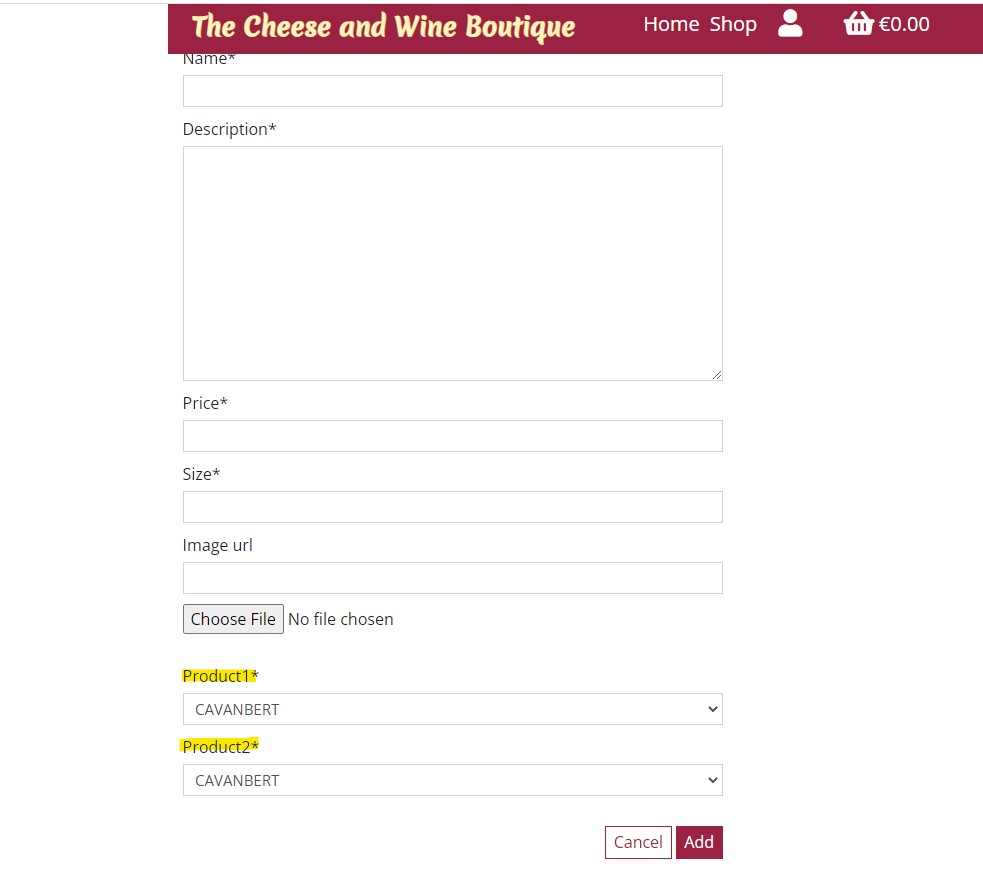 The Cheese and Wine Boutique Home Shop €0.00
Name*
Description*
Price*
Size*
Image url
Choose File No file chosen
Product1*
CAVANBERT
Product2*
CAVANBERT
Cancel Add